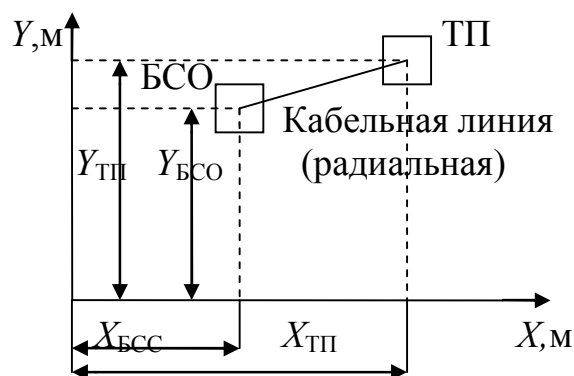 Y,м
ТП
БСО
Кабельная линия
(радиальная)
YТП
YБСО
XБСС
XТП
X,м